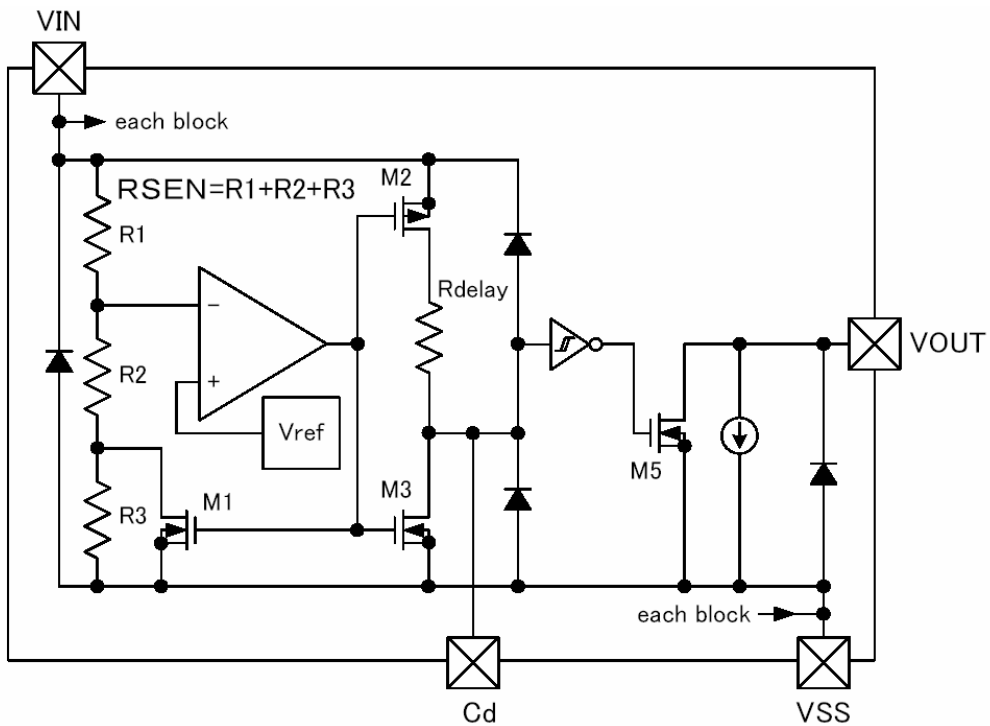 VIN
each block
RSEN=R1+R2+R3
M2
R1
Rdelay
−
VOUT
R2
+
Vref
M5
R3
M1
M3
each block
Cd
VSS